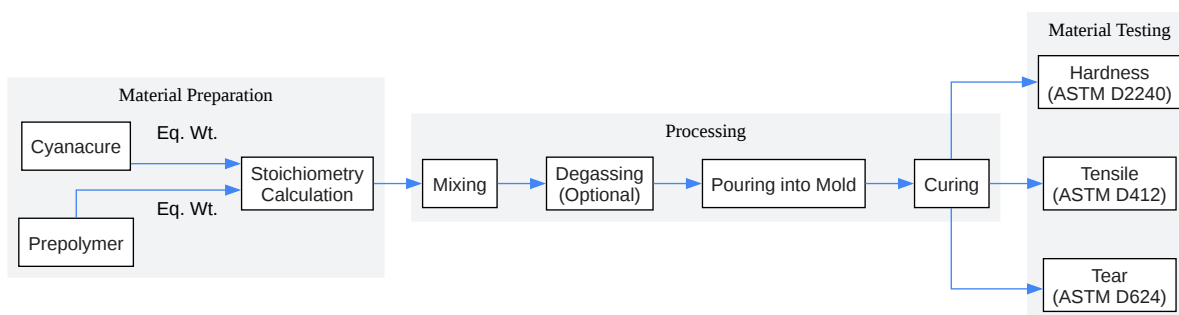 Material Preparation
Cyanacure
Eq. Wt.
Prepolymer
Eq. Wt.
Stoichiometry
Calculation
Processing
Mixing
Degassing
(Optional)
Pouring into Mold
Curing
Material Testing
Hardness
(ASTM D2240)
Tensile
(ASTM D412)
Tear
(ASTM D624)